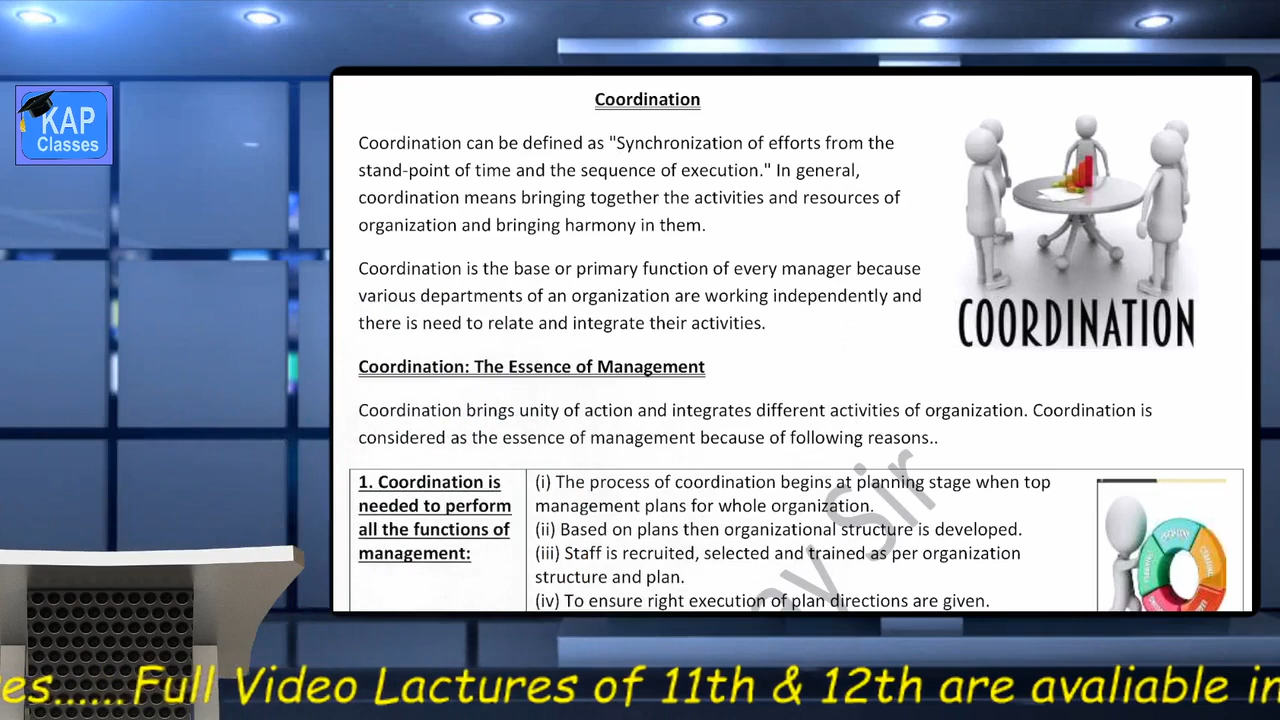 KAP
Classes
Coordination
Coordination can be defined as "Synchronization of efforts from the
stand-point of time and the sequence of execution." In general,
coordination means bringing together the activities and resources of
organization and bringing harmony in them.
Coordination is the base or primary function of every manager because
various departments of an organization are working independently and
there is need to relate and integrate their activities.
COORDINATION
Coordination: The Essence of Management
Coordination brings unity of action and integrates different activities of organization. Coordination is
considered as the essence of management because of following reasons..
1. Coordination is
needed to perform
all the functions of
management:
(i) The process of coordination begins at planning stage when top
management plans for whole organization.
(ii) Based on plans then organizational structure is developed.
(iii) Staff is recruited, selected and trained as per organization
structure and plan.
(iv) To ensure right execution of plan directions are given.
Sir
es......Full Video Lactures of 11th & 12th are avaliable in